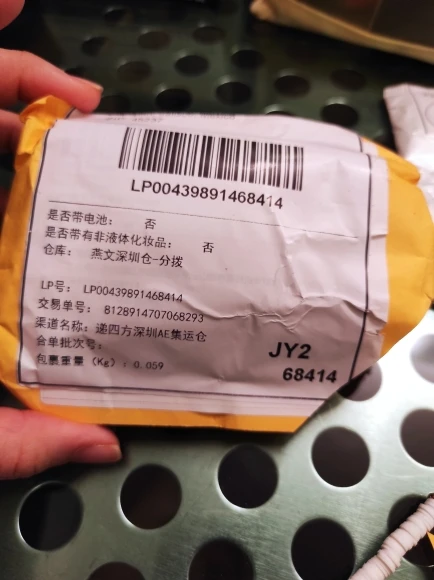 LP00439891468414
是否带电池： 否
是否带有非液体化妆品： 否
仓库： 燕文深圳仓-分拨
LP号： LP00439891468414
交易单号： 8128914707068293
渠道名称：递四方深圳AE集运仓
合单批次号：
JY2
包裹重量（Kg）：0.059
68414